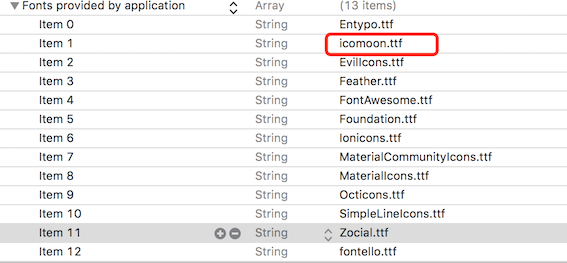 Fonts provided by application Array (13 items)
Item 0 String Entypo.ttf
Item 1 String icomoon.ttf
Item 2 String EvilIcons.ttf
Item 3 String Feather.ttf
Item 4 String FontAwesome.ttf
Item 5 String Foundation.ttf
Item 6 String Ionicons.ttf
Item 7 String MaterialCommunityIcons.ttf
Item 8 String MaterialIcons.ttf
Item 9 String Octicons.ttf
Item 10 String SimpleLineIcons.ttf
Item 11 String Zocial.ttf
Item 12 String fontello.ttf